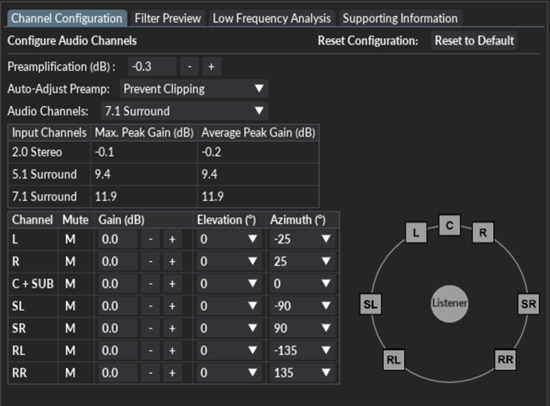 Channel Configuration Filter Preview Low Frequency Analysis Supporting Information
Configure Audio Channels Reset Configuration: Reset to Default
Preamplification (dB) : -0.3 - +
Auto-Adjust Preamp: Prevent Clipping ▼
Audio Channels: 7.1 Surround ▼
Input Channels Max. Peak Gain (dB) Average Peak Gain (dB)
2.0 Stereo -0.1 -0.2
5.1 Surround 9.4 9.4
7.1 Surround 11.9 11.9
Channel Mute Gain (dB) Elevation (°) Azimuth (°)
L M 0.0 - + 0 ▼ -25 ▼
R M 0.0 - + 0 ▼ 25 ▼
C + SUB M 0.0 - + 0 ▼ 0 ▼
SL M 0.0 - + 0 ▼ -90 ▼
SR M 0.0 - + 0 ▼ 90 ▼
RL M 0.0 - + 0 ▼ -135 ▼
RR M 0.0 - + 0 ▼ 135 ▼
C
L R
SL Listener SR
RL RR